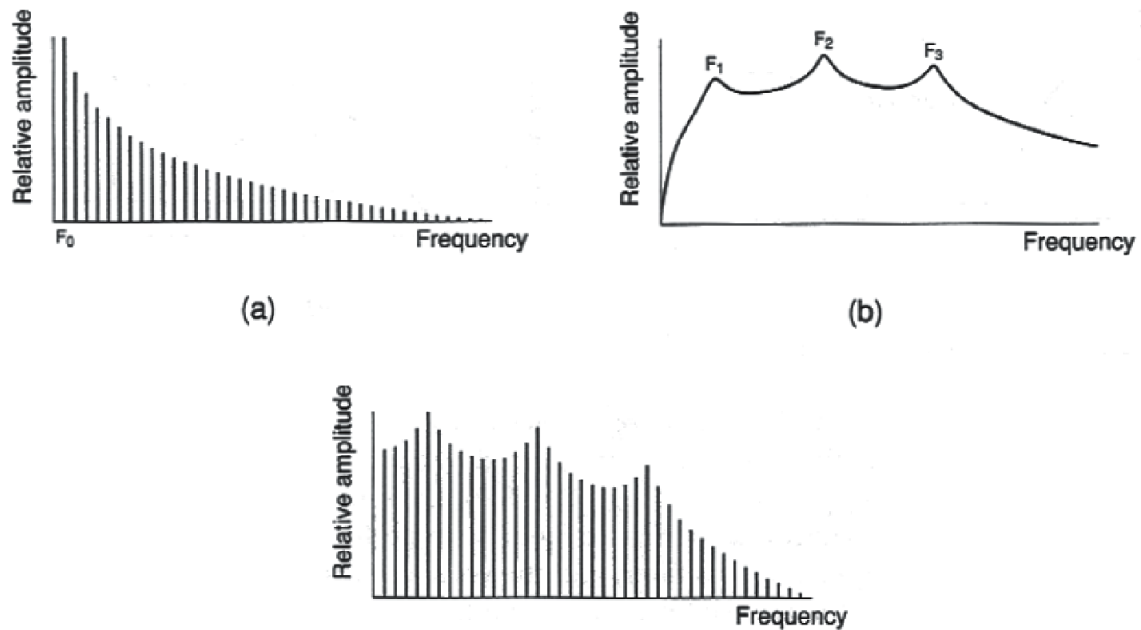 Relative amplitude
F₀
Frequency
(a)
Relative amplitude
F₁
F₂
F₃
Frequency
(b)
Relative amplitude
Frequency